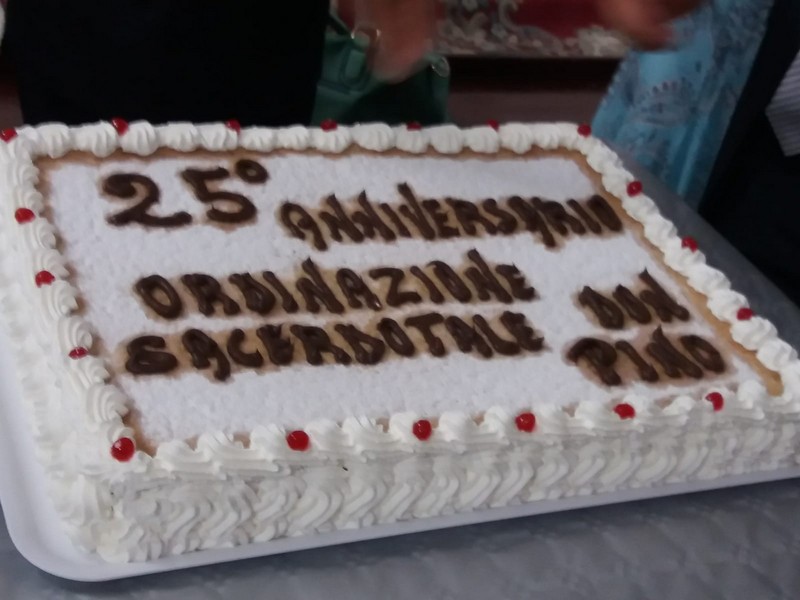 25° ANNIVERSARIO
ORDINAZIONE
SACERDOTALE
DON
PINO